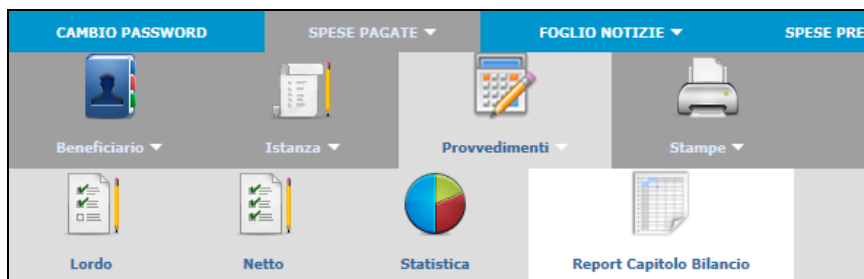 CAMBIO PASSWORD SPESE PAGATE FOGLIO NOTIZIE SPESE PRE
Beneficiario Istanza Provvedimenti Stampe
Lordo Netto Statistica Report Capitolo Bilancio